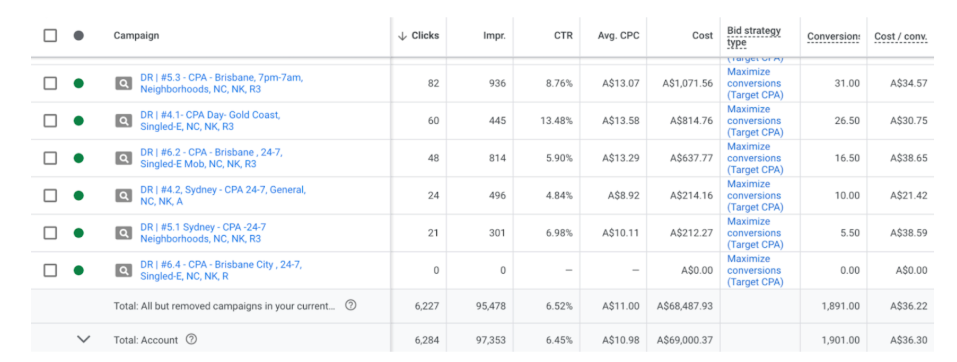 Campaign ↓ Clicks Impr. CTR Avg. CPC Cost Bid strategy type Conversions Cost / conv.
(Target CPA)
DR | #5.3 - CPA - Brisbane, 7pm-7am, 82 936 8.76% A$13.07 A$1,071.56 Maximize 31.00 A$34.57
Neighborhoods, NC, NK, R3 conversions
(Target CPA)
DR | #4.1- CPA Day- Gold Coast, 60 445 13.48% A$13.58 A$814.76 Maximize 26.50 A$30.75
Singled-E, NC, NK, R3 conversions
(Target CPA)
DR | #6.2 - CPA - Brisbane , 24-7, 48 814 5.90% A$13.29 A$637.77 Maximize 16.50 A$38.65
Singled-E Mob, NC, NK, R3 conversions
(Target CPA)
DR | #4.2, Sydney - CPA 24-7, General, 24 496 4.84% A$8.92 A$214.16 Maximize 10.00 A$21.42
NC, NK, A conversions
(Target CPA)
DR | #5.1 Sydney - CPA -24-7 21 301 6.98% A$10.11 A$212.27 Maximize 5.50 A$38.59
Neighborhoods, NC, NK, R3 conversions
(Target CPA)
DR | #6.4 - CPA - Brisbane City , 24-7, 0 0 – – A$0.00 Maximize 0.00 A$0.00
Singled-E, NC, NK, R conversions
(Target CPA)
Total: All but removed campaigns in your current... 6,227 95,478 6.52% A$11.00 A$68,487.93 1,891.00 A$36.22
Total: Account 6,284 97,353 6.45% A$10.98 A$69,000.37 1,901.00 A$36.30